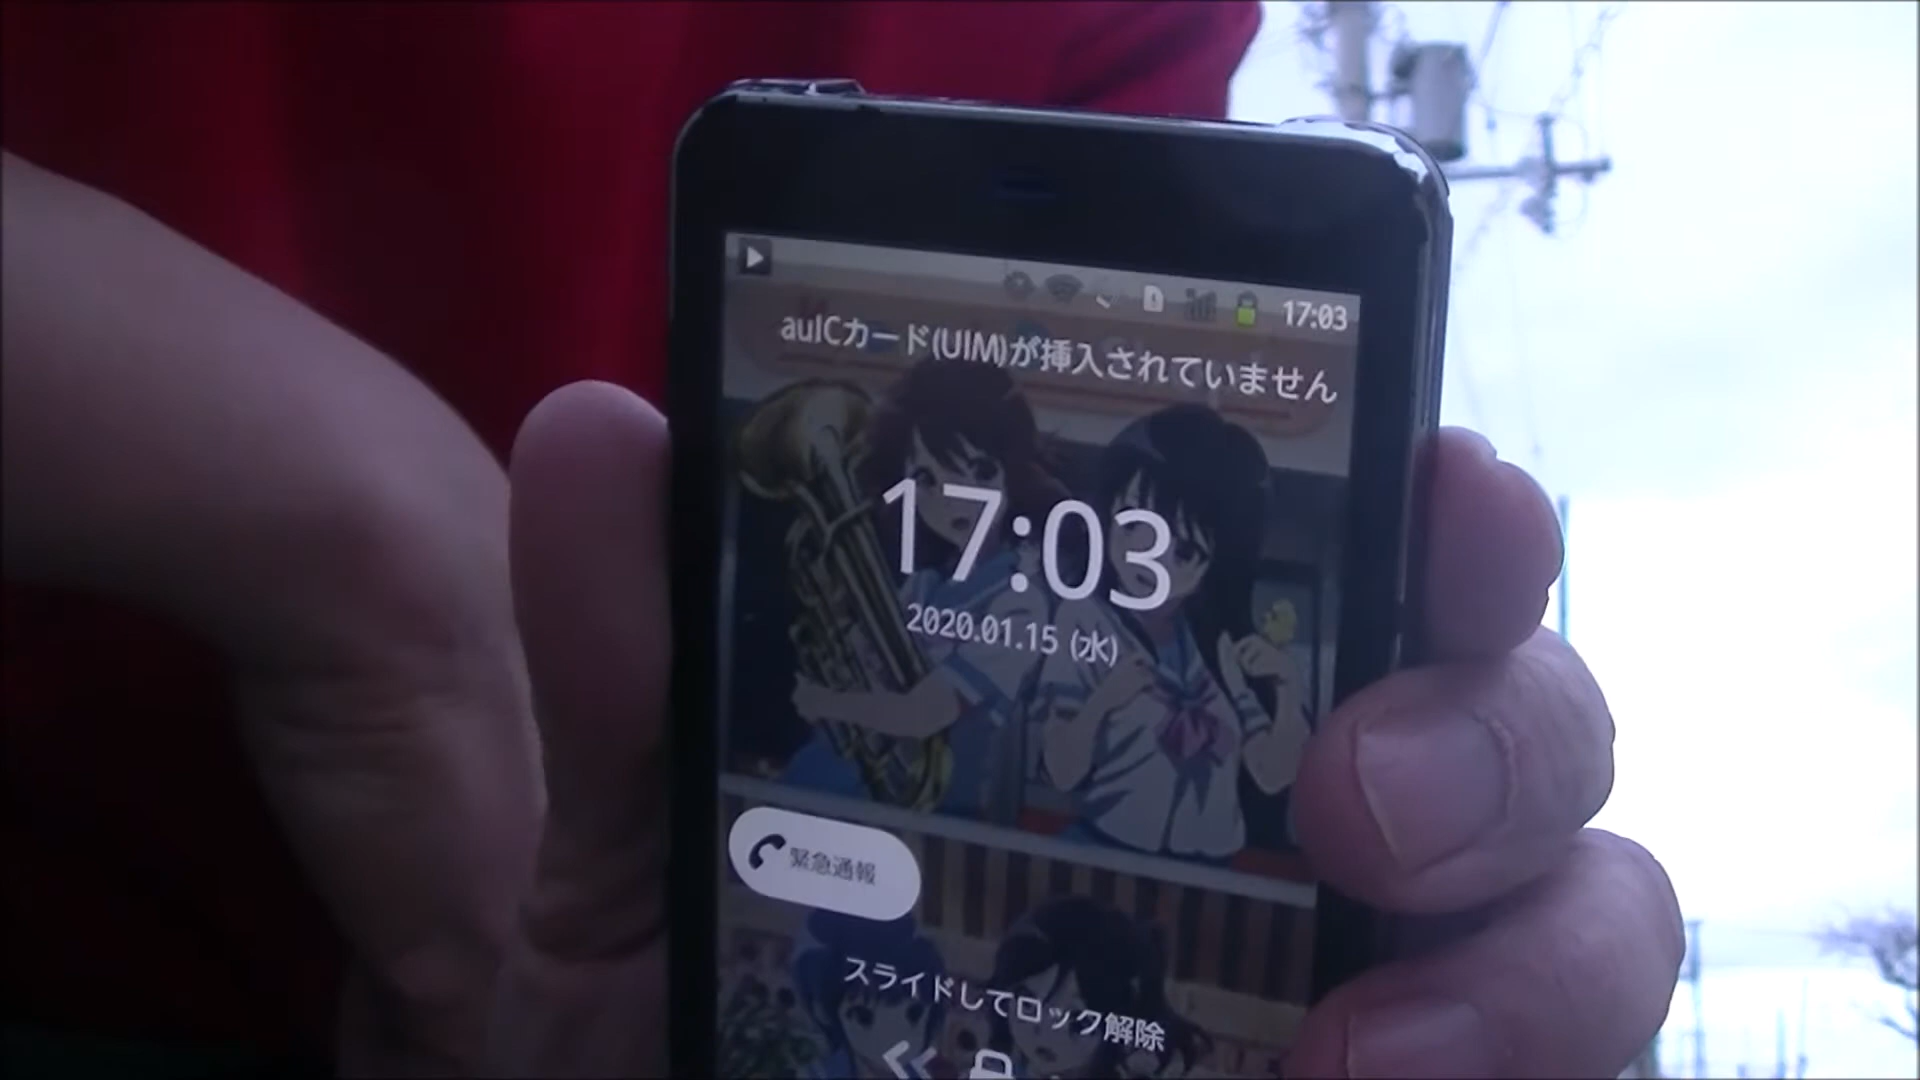 17:03
auICカード(UIM)が挿入されていません
17:03
2020.01.15 (水)
緊急通報
スライドしてロック解除